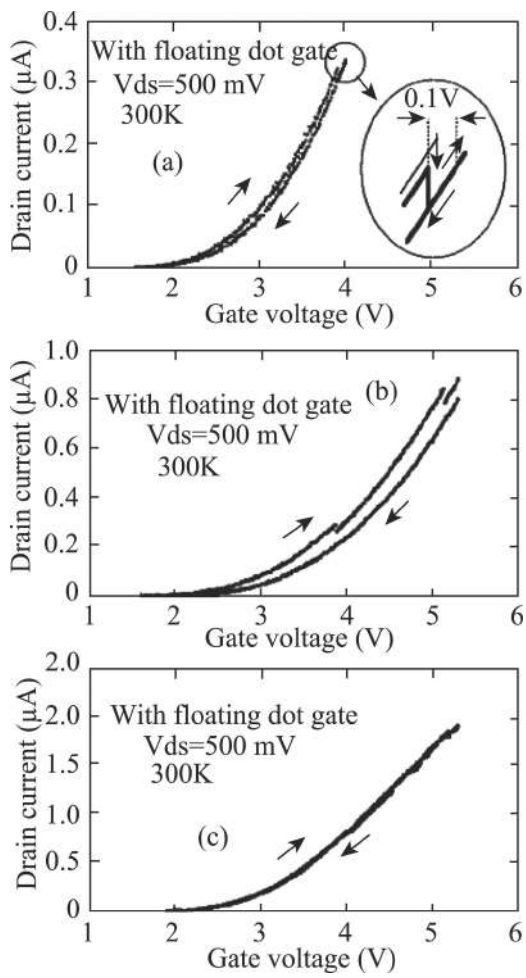 0.4
With floating dot gate
Vds=500 mV
300K
(a)
0.1V
0.3
0.2
0.1
0
Drain current (μA)
1 2 3 4 5 6
Gate voltage (V)
1.0
(b)
With floating dot gate
Vds=500 mV
300K
0.8
0.6
0.4
0.2
0
Drain current (μA)
1 2 3 4 5 6
Gate voltage (V)
2.0
With floating dot gate
Vds=500 mV
300K
(c)
1.5
1.0
0.5
0
Drain current (μA)
1 2 3 4 5 6
Gate voltage (V)